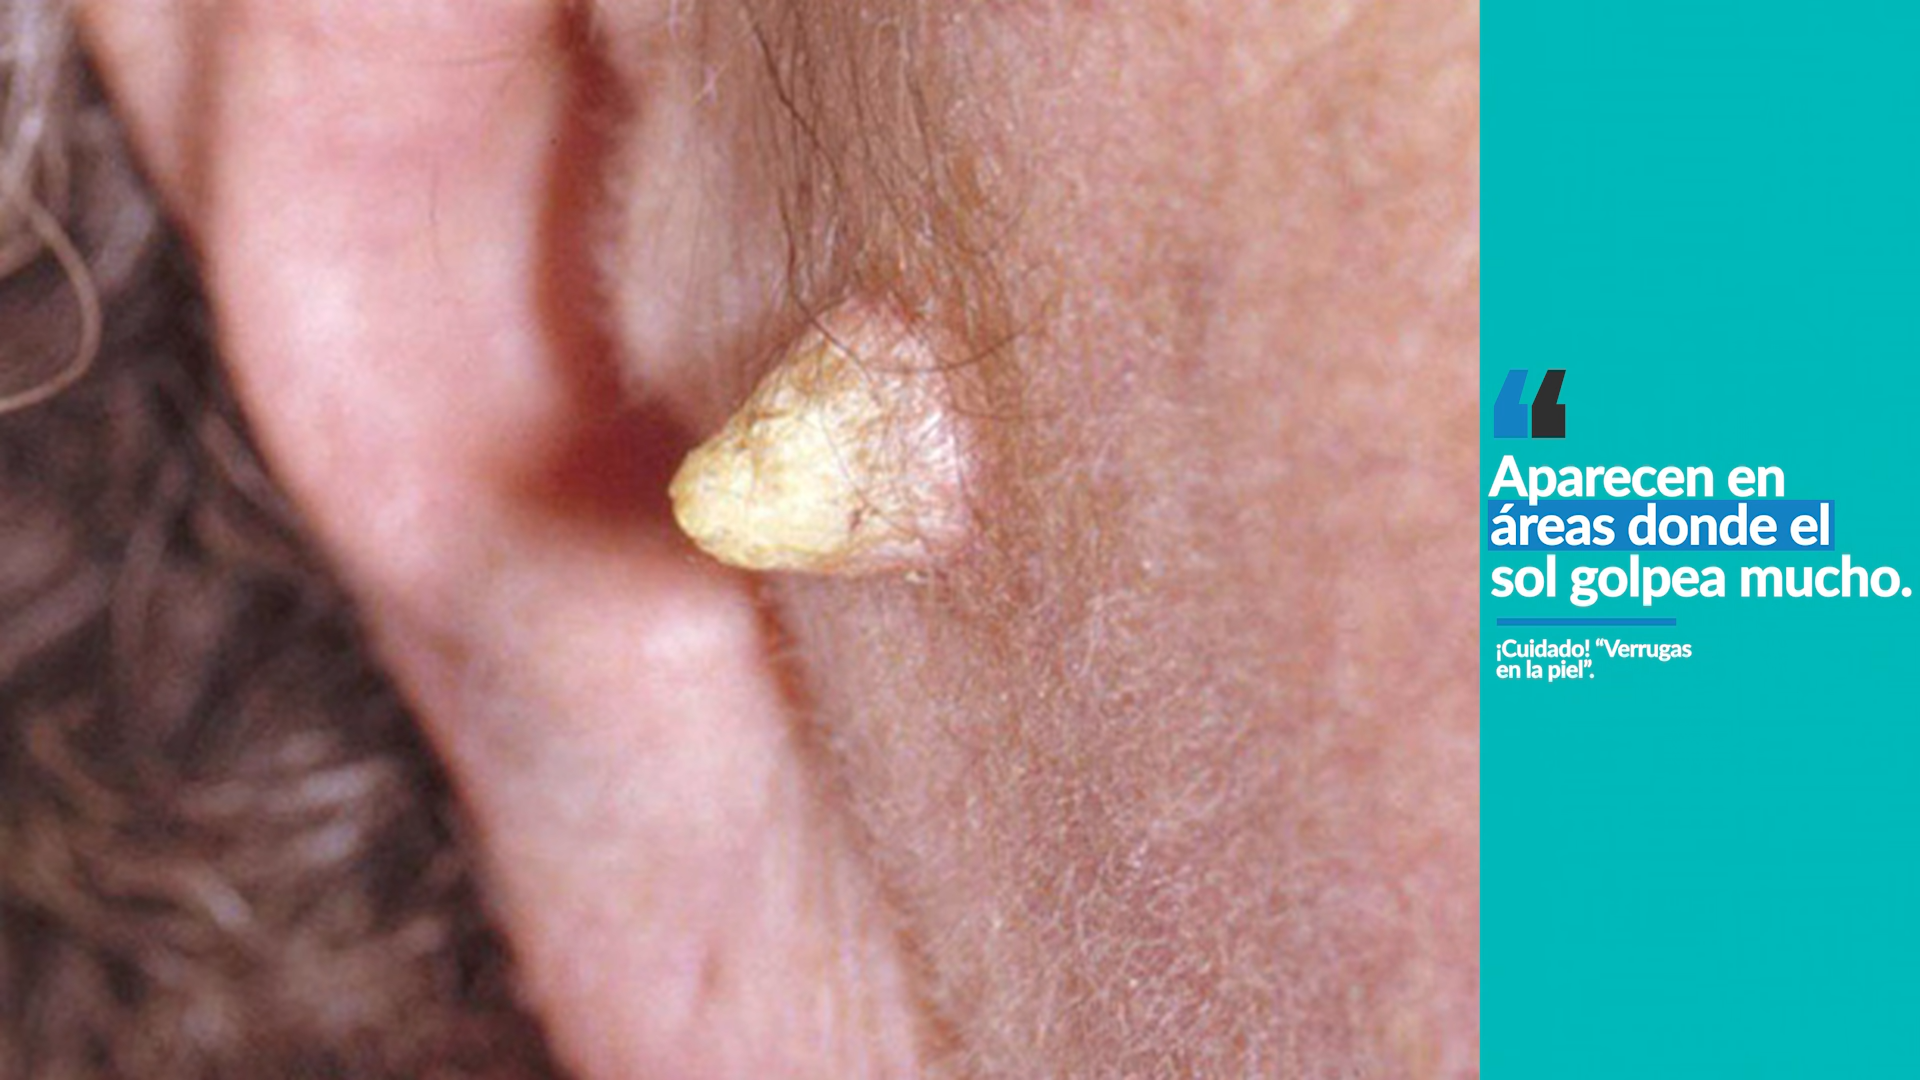 Aparecen en
áreas donde el
sol golpea mucho.
¡Cuidado! “Verrugas
en la piel”.